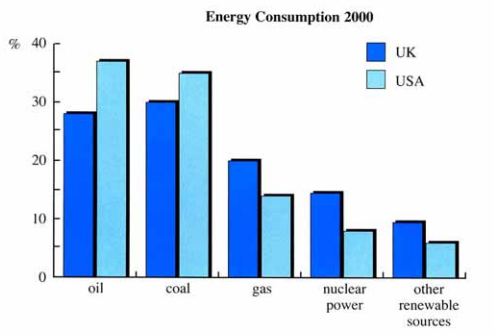 Energy Consumption 2000
% 40
30
20
10
0
UK
USA
oil
coal
gas
nuclear
power
other
renewable
sources